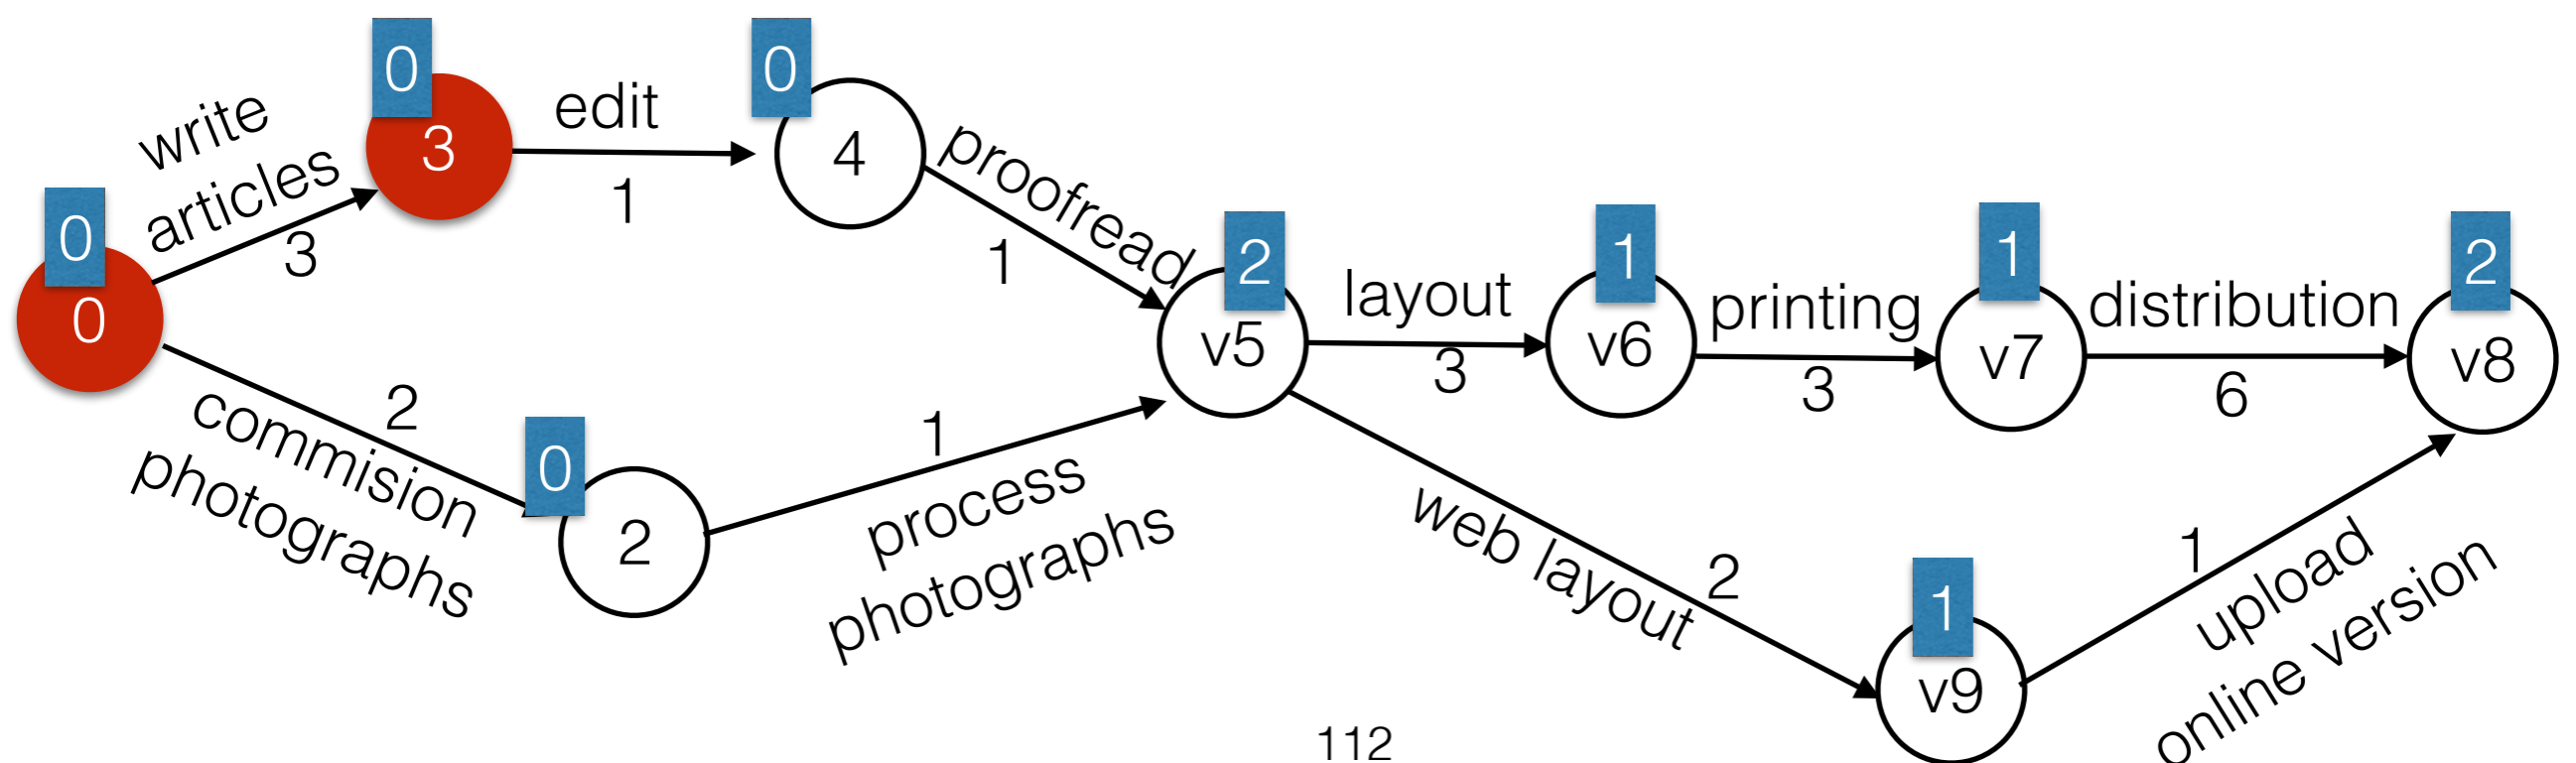 0
0
write
articles
3
0
3
edit
1
0
4
proofread
1
2
commision
photographs
0
2
1
process
photographs
2
v5
layout
3
1
v6
printing
3
1
v7
distribution
6
2
v8
web layout
2
1
v9
1
upload
online version
112